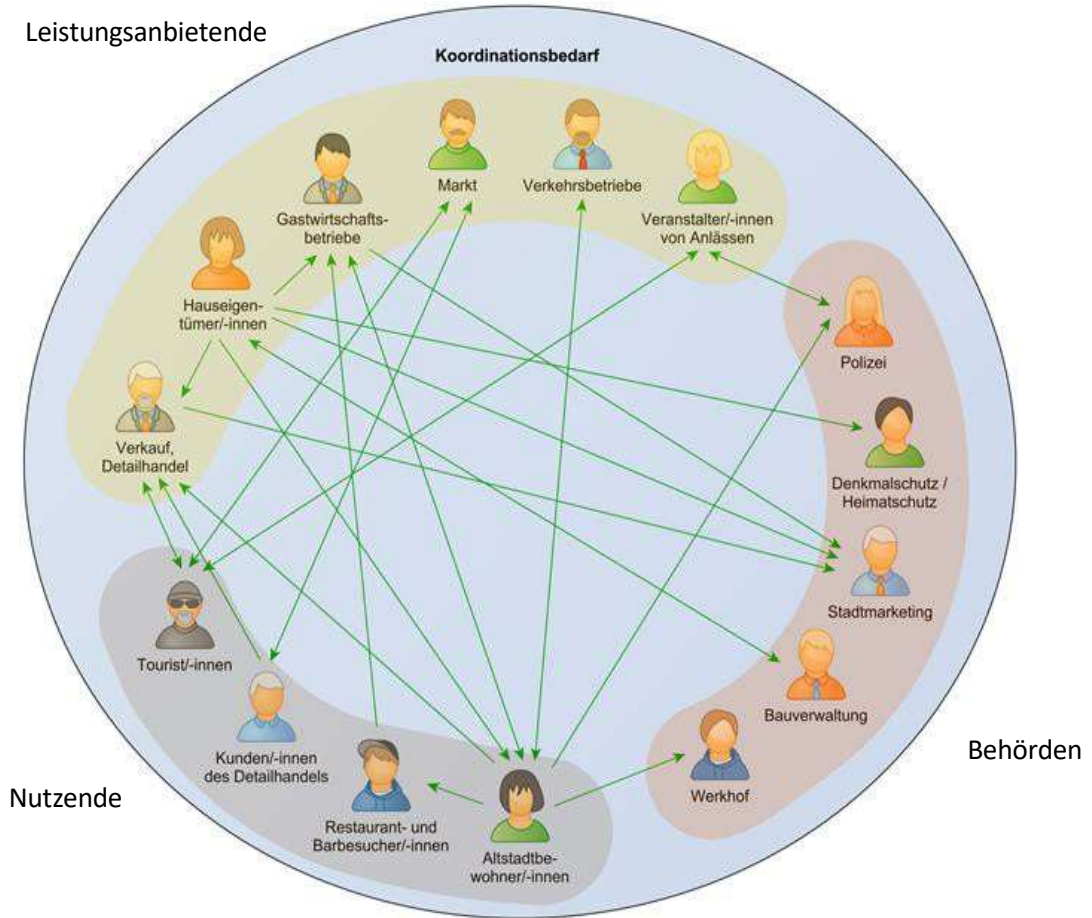 Leistungsanbietende
Koordinationsbedarf
Markt
Verkehrsbetriebe
Gastwirtschafts-
betriebe
Veranstalter/-innen
von Anlässen
Hauseigen-
tümer/-innen
Polizei
Verkauf,
Detailhandel
Denkmalschutz /
Heimatschutz
Stadtmarketing
Tourist/-innen
Bauverwaltung
Kunden/-innen
des Detailhandels
Behörden
Nutzende
Werkhof
Restaurant- und
Barbesucher/-innen
Altstadtbe-
wohner/-innen